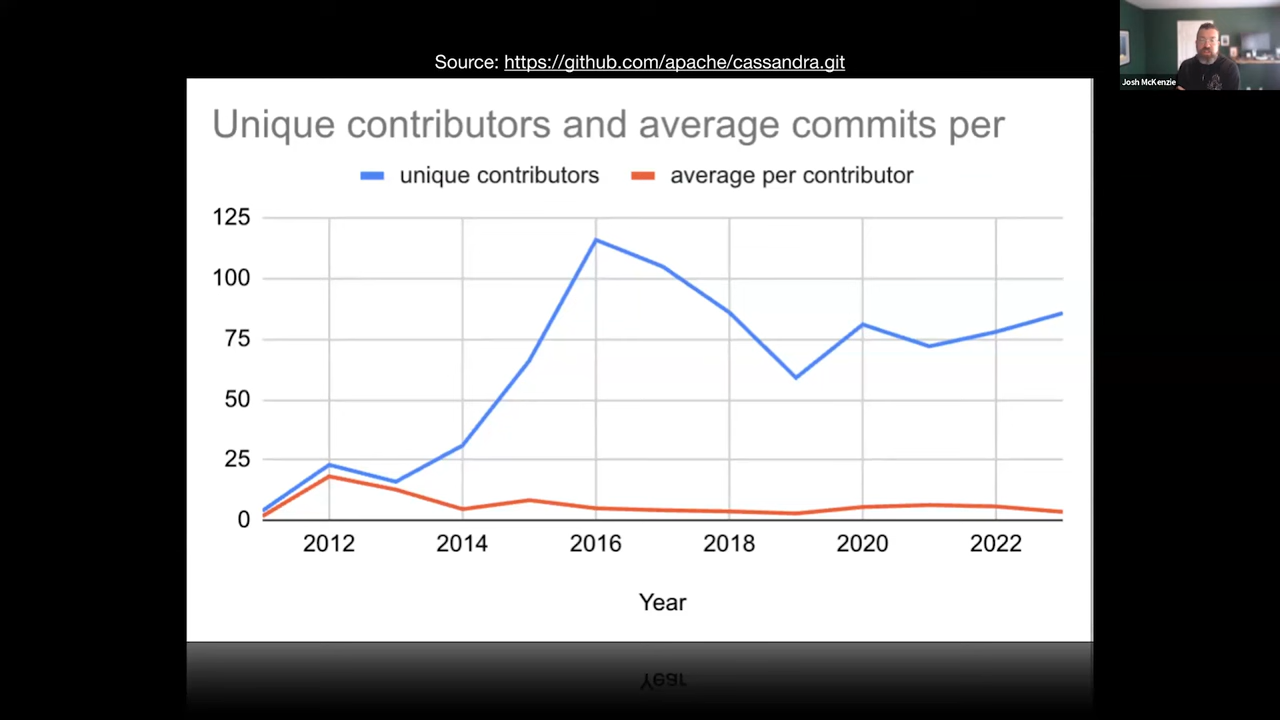 Source: https://github.com/apache/cassandra.git
Josh McKenzie
Unique contributors and average commits per
unique contributors
average per contributor
125
100
75
50
25
0
2012 2014 2016 2018 2020 2022
Year
Year